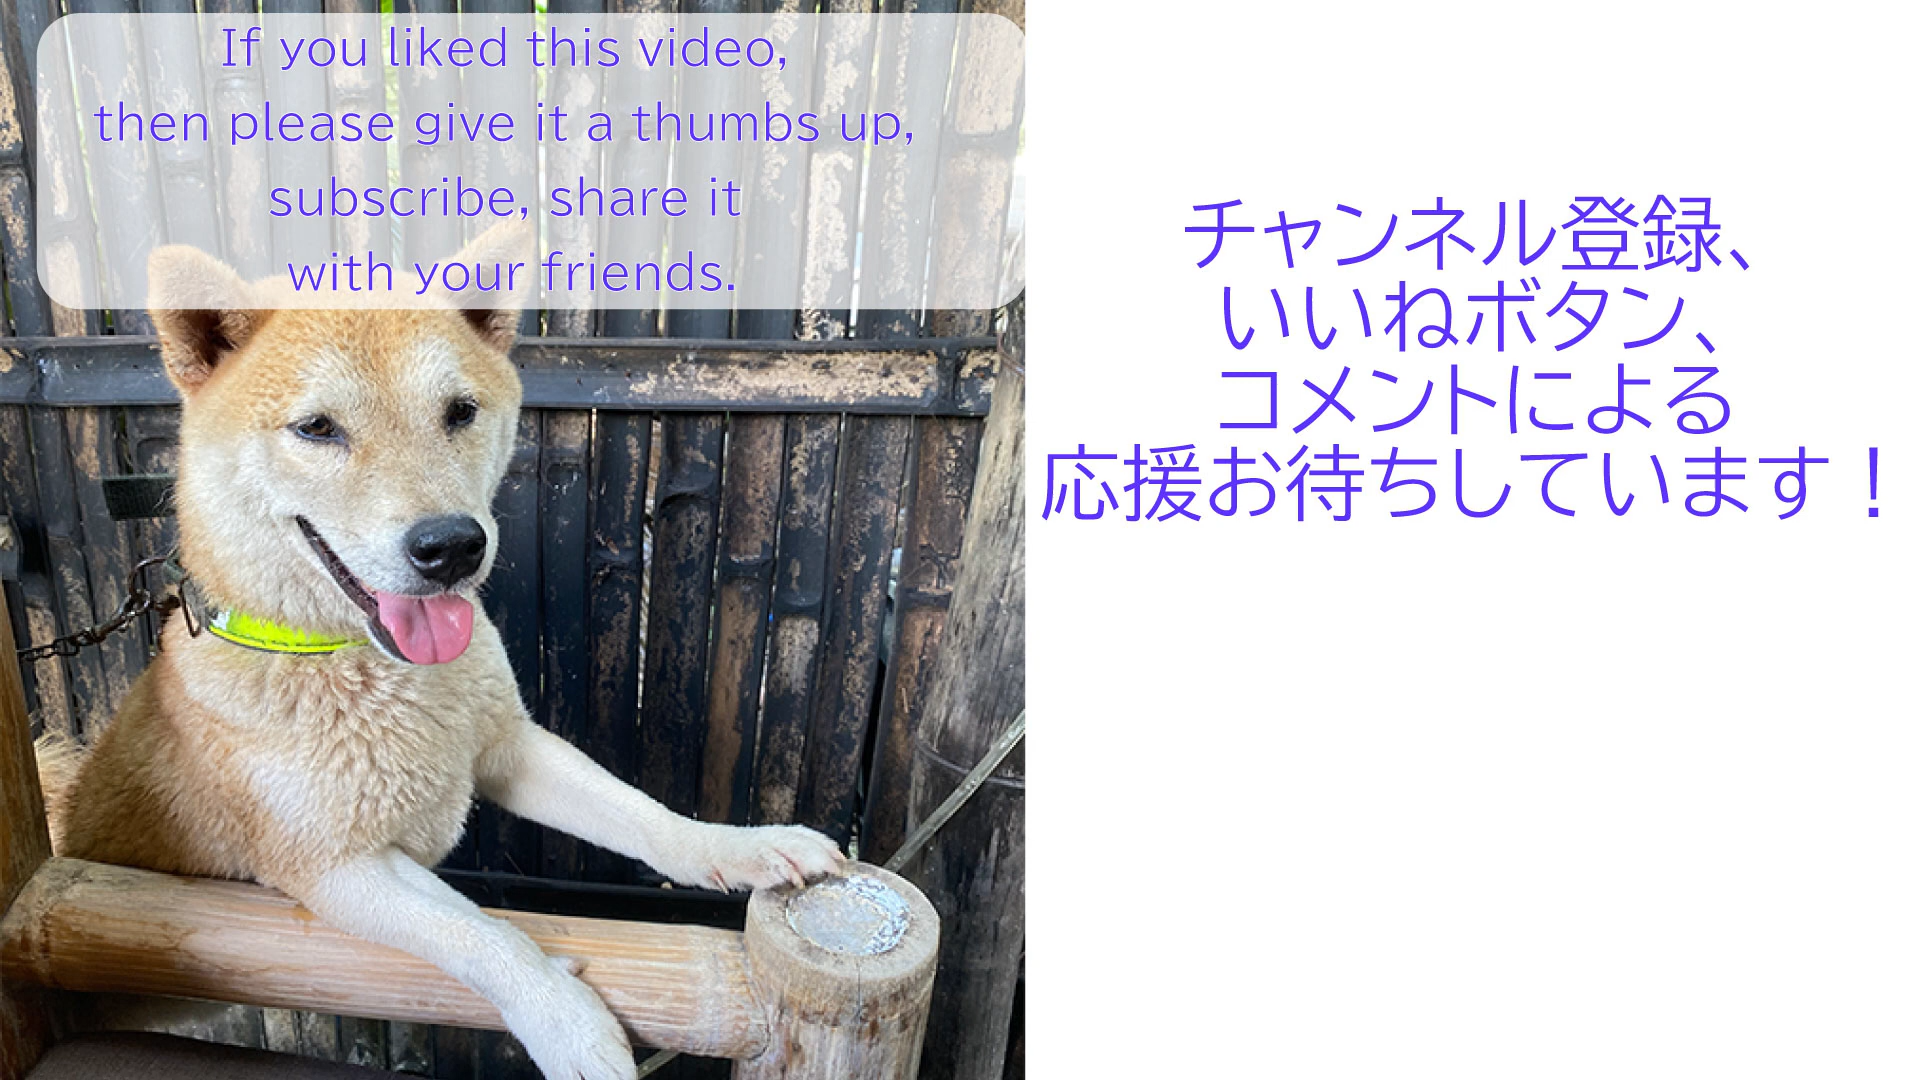 If you liked this video,
then please give it a thumbs up,
subscribe, share it
with your friends.
チャンネル登録、
いいねボタン、
コメントによる
応援お待ちしています！